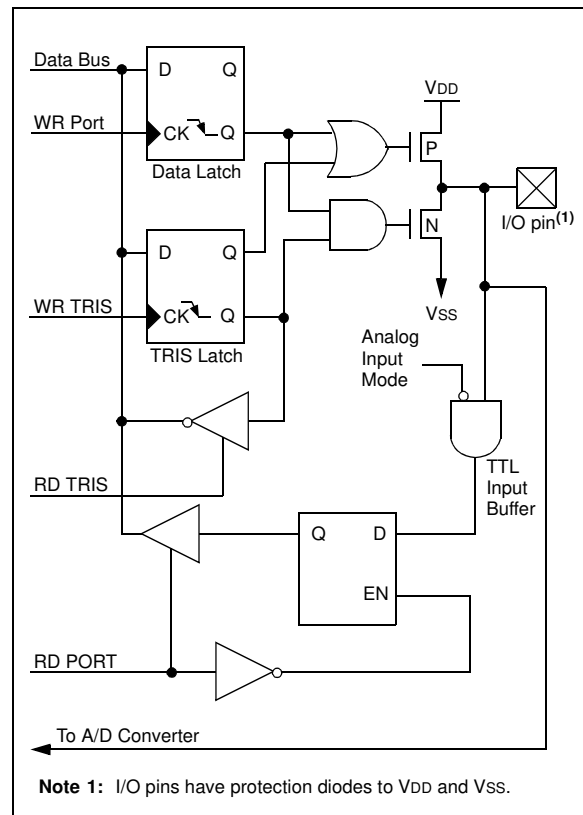 Data Bus
D Q
VDD
WR Port
CK Q
P
Data Latch
I/O pin(1)
N
D Q
WR TRIS
CK Q
VSS
TRIS Latch
Analog
Input
Mode
TTL
Input
Buffer
RD TRIS
Q D
EN
RD PORT
To A/D Converter
Note 1: I/O pins have protection diodes to VDD and VSS.